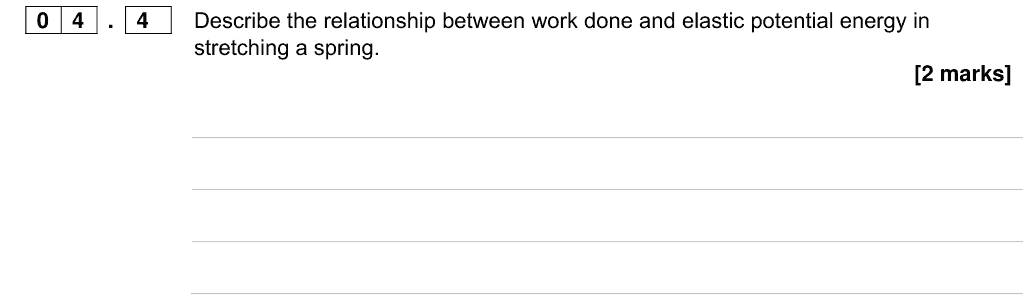 0 4 . 4 Describe the relationship between work done and elastic potential energy in
stretching a spring.
[2 marks]